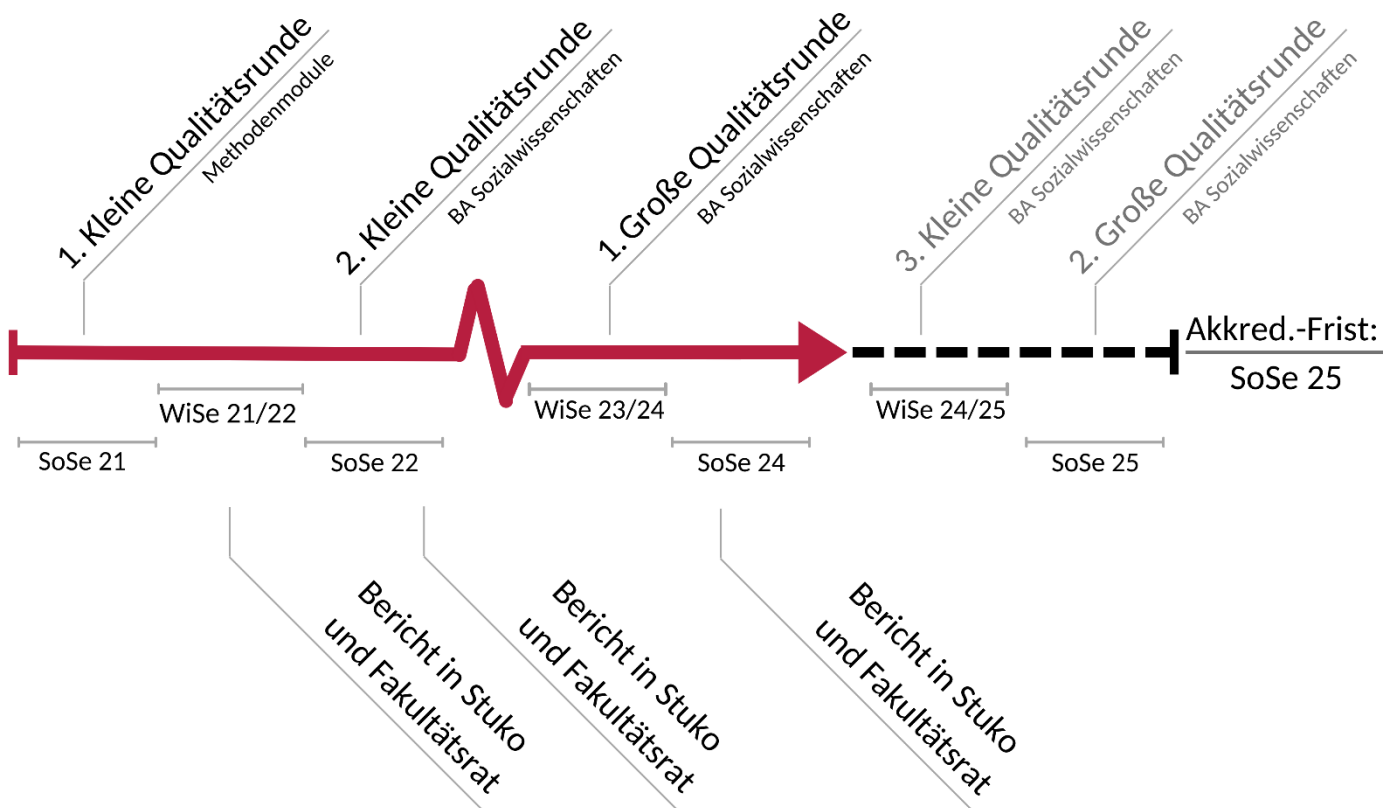 1. Kleine Qualitätsrunde
Methodenmodule
2. Kleine Qualitätsrunde
BA Sozialwissenschaften
1. Große Qualitätsrunde
BA Sozialwissenschaften
3. Kleine Qualitätsrunde
BA Sozialwissenschaften
2. Große Qualitätsrunde
BA Sozialwissenschaften
Akkred.-Frist:
SoSe 25
WiSe 21/22
WiSe 23/24
WiSe 24/25
SoSe 21
SoSe 22
SoSe 24
SoSe 25
Bericht in Stuko
und Fakultätsrat
Bericht in Stuko
und Fakultätsrat
Bericht in Stuko
und Fakultätsrat